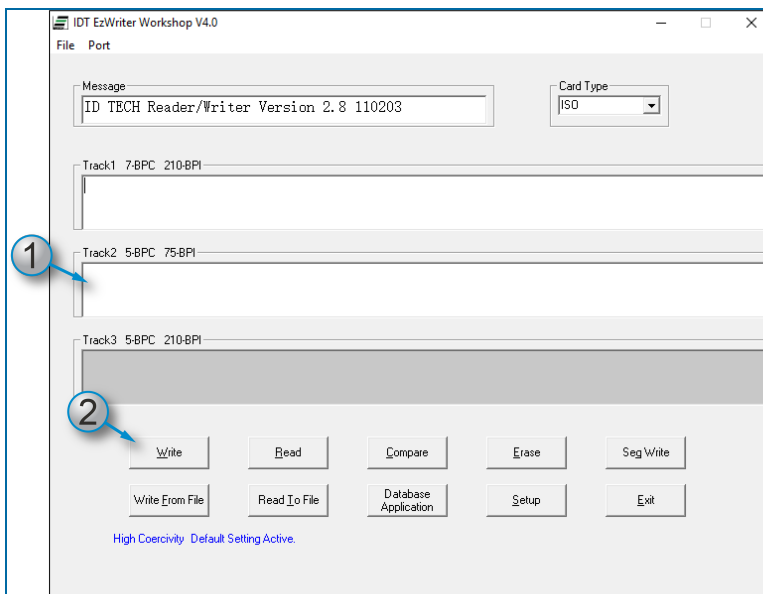 IDT EzWriter Workshop V4.0
File Port
Message
ID TECH Reader/Writer Version 2.8 110203
Card Type
ISO
Track1 7-BPC 210-BPI
1
Track2 5-BPC 75-BPI
Track3 5-BPC 210-BPI
2
Write Read Compare Erase Seg Write
Write From File Read To File Database Application Setup Exit
High Coercivity Default Setting Active.